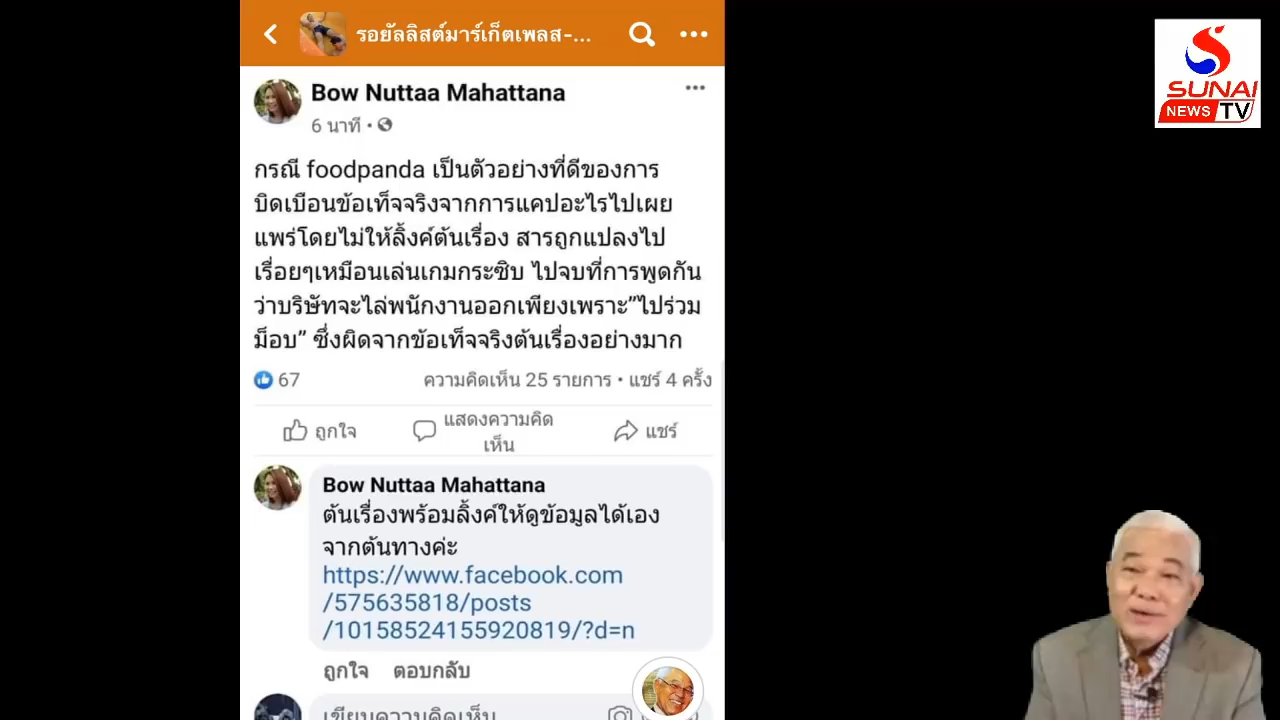 รอยัลลิสต์มาร์เก็ตเพลส-...
SUNAI
NEWS TV
Bow Nuttaa Mahattana
6 นาที •
กรณี foodpanda เป็นตัวอย่างที่ดีของการ
บิดเบือนข้อเท็จจริงจากการแคปอะไรไปเผย
แพร่โดยไม่ให้ลิ้งค์ต้นเรื่อง สารถูกแปลงไป
เรื่อยๆเหมือนเล่นเกมกระซิบ ไปจบที่การพูดกัน
ว่าบริษัทจะไล่พนักงานออกเพียงเพราะ”ไปร่วม
ม็อบ” ซึ่งผิดจากข้อเท็จจริงต้นเรื่องอย่างมาก
67 ความคิดเห็น 25 รายการ • แชร์ 4 ครั้ง
ถูกใจ แสดงความคิดเห็น แชร์
Bow Nuttaa Mahattana
ต้นเรื่องพร้อมลิ้งค์ให้ดูข้อมูลได้เอง
จากต้นทางค่ะ
https://www.facebook.com
/575635818/posts
/10158524155920819/?d=n
ถูกใจ ตอบกลับ
เขียนความคิดเห็น